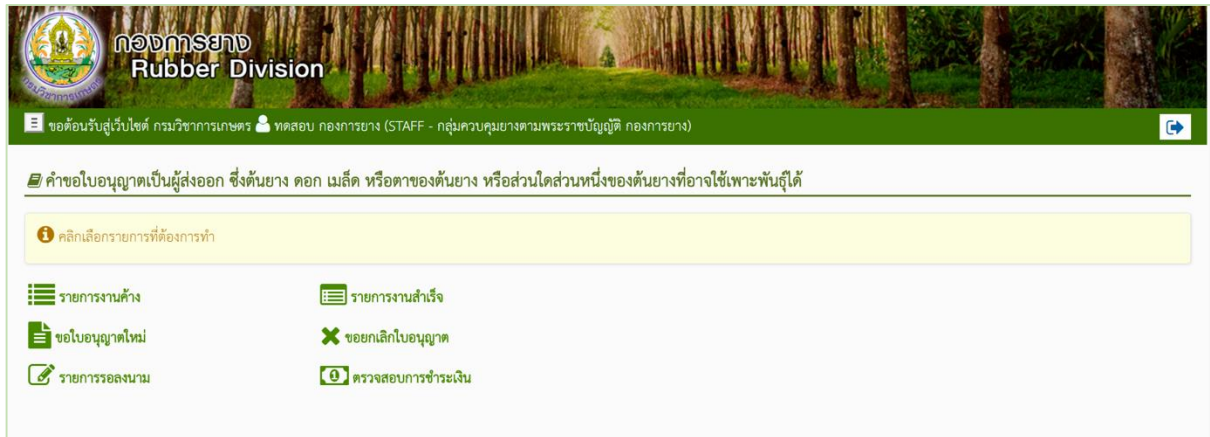 กองการยาง
Rubber Division
กรมวิชาการเกษตร
ขอต้อนรับสู่เว็บไซต์ กรมวิชาการเกษตร ทดสอบ กองการยาง (STAFF - กลุ่มควบคุมยางตามพระราชบัญญัติ กองการยาง)
คำขอใบอนุญาตเป็นผู้ส่งออก ซึ่งต้นยาง ดอก เมล็ด หรือตาของต้นยาง หรือส่วนใดส่วนหนึ่งของต้นยางที่อาจใช้เพาะพันธุ์ได้
คลิกเลือกรายการที่ต้องการทำ
รายการงานค้าง รายการงานสำเร็จ
ขอใบอนุญาตใหม่ ขอยกเลิกใบอนุญาต
รายการรอลงนาม ตรวจสอบการชำระเงิน